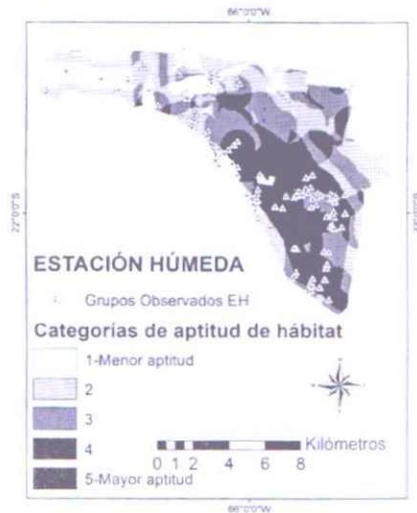 66°0'0"W
22°0'0"S
ESTACIÓN HÚMEDA
Grupos Observados EH
Categorías de aptitud de hábitat
1-Menor aptitud
2
3
4
5-Mayor aptitud
Kilómetros
0 1 2 4 6 8
66°0'0"W